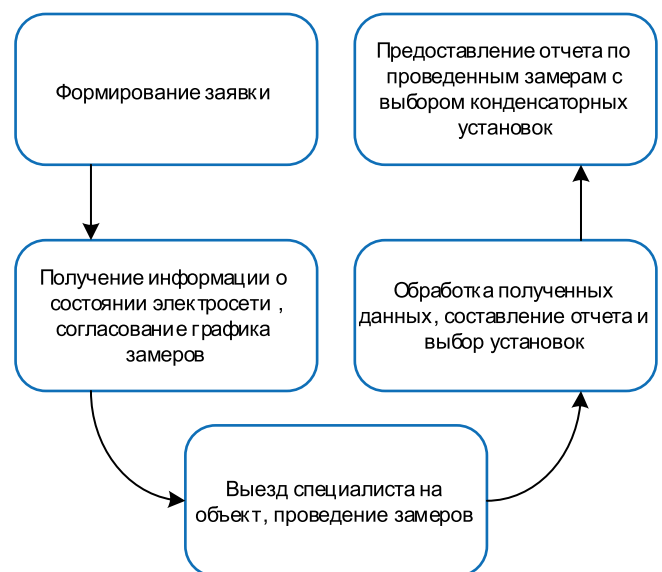 Формирование заявки
Получение информации о
состоянии электросети ,
согласование графика
замеров
Выезд специалиста на
объект, проведение замеров
Обработка полученных
данных, составление отчета и
выбор установок
Предоставление отчета по
проведенным замерам с
выбором конденсаторных
установок